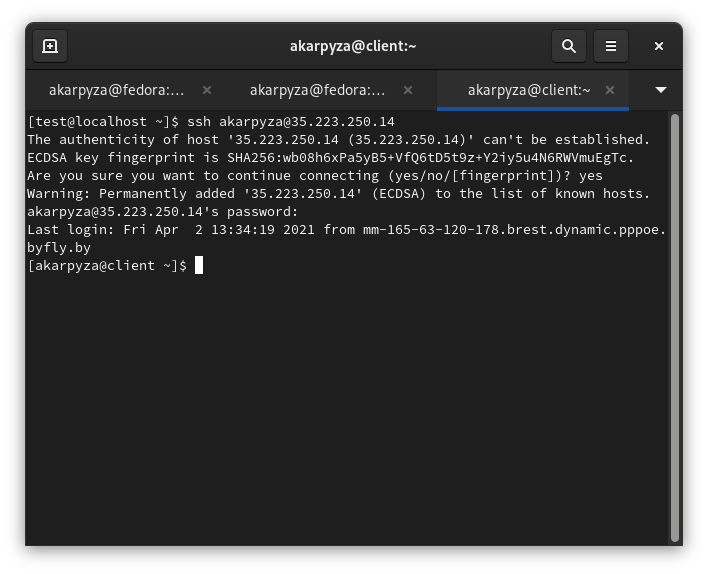 akarpyza@client:~
akarpyza@fedora:... akarpyza@fedora:... akarpyza@client:~
[test@localhost ~]$ ssh akarpyza@35.223.250.14
The authenticity of host '35.223.250.14 (35.223.250.14)' can't be established.
ECDSA key fingerprint is SHA256:wb08h6xPa5yB5+VfQ6tD5t9z+Y2iy5u4N6RWVmuEgTc.
Are you sure you want to continue connecting (yes/no/[fingerprint])? yes
Warning: Permanently added '35.223.250.14' (ECDSA) to the list of known hosts.
akarpyza@35.223.250.14's password:
Last login: Fri Apr  2 13:34:19 2021 from mm-165-63-120-178.brest.dynamic.pppoe.
byfly.by
[akarpyza@client ~]$